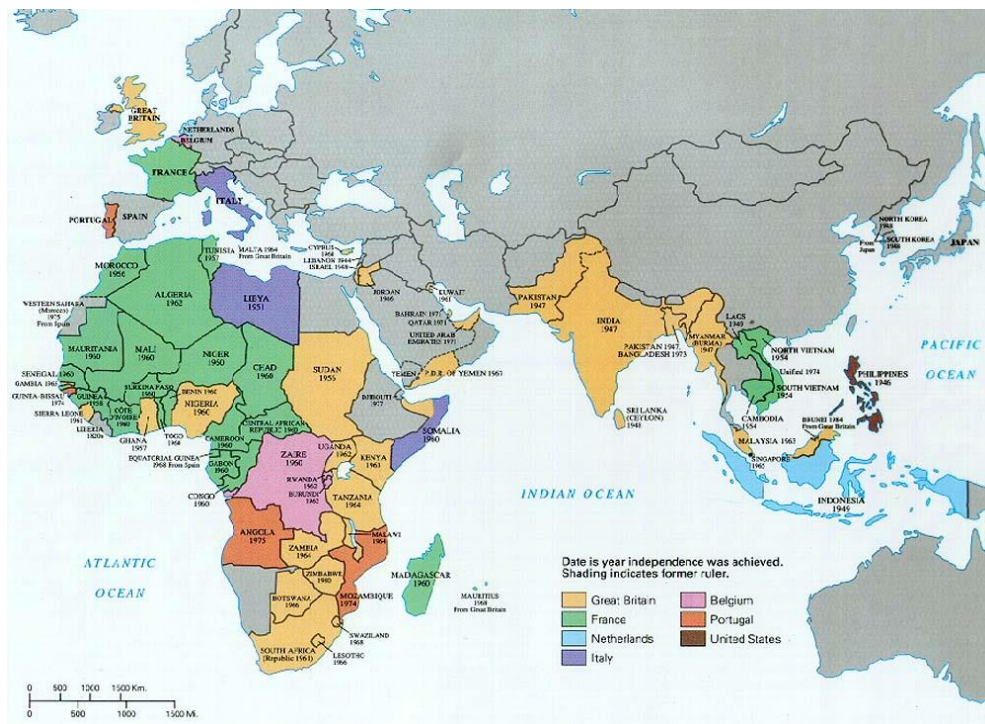 GREAT
BRITAIN
NETHERLANDS
BELGIUM
FRANCE
ITALY
PORTUGAL
SPAIN
TUNISIA
1957
MALTA 1964
From Great Britain
CYPRUS
1960
LEBANON 1944
ISRAEL 1948
MOROCCO
1956
ALGERIA
1962
LIBYA
1951
JORDAN
1946
KUWAIT
1961
BAHRAIN 1971
QATAR 1971
UNITED ARAB
EMIRATES 1971
WESTERN SAHARA
(Morocco)
1975
From Spain
MAURITANIA
1960
MALI
1960
NIGER
1960
CHAD
1960
SUDAN
1956
YEMEN
P.D.R. OF YEMEN 1967
DJIBOUTI
1977
SENEGAL 1960
GAMBIA 1965
GUINEA-BISSAU
1974
GUINEA
1958
SIERRA LEONE
1961
LIBERIA
1820s
CÔTE
D'IVOIRE
1960
BURKINA FASO
1960
GHANA
1957
TOGO
1960
BENIN 1960
NIGERIA
1960
EQUATORIAL GUINEA
1968 From Spain
CAMEROON
1960
CENTRAL AFRICAN
REPUBLIC 1960
GABON
1960
CONGO
1960
ZAIRE
1960
UGANDA
1962
KENYA
1963
SOMALIA
1960
RWANDA
1962
BURUNDI
1962
TANZANIA
1964
ANGOLA
1975
ZAMBIA
1964
MALAWI
1964
ZIMBABWE
1980
MOZAMBIQUE
1974
BOTSWANA
1966
SOUTH AFRICA
(Republic 1961)
SWAZILAND
1968
LESOTHO
1966
MADAGASCAR
1960
MAURITIUS
1968
From Great Britain
PAKISTAN
1947
INDIA
1947
PAKISTAN 1947,
BANGLADESH 1973
MYANMAR
(BURMA)
1947
SRI LANKA
(CEYLON)
1948
LAOS
1949
NORTH VIETNAM
1954
Unified 1974
SOUTH VIETNAM
1954
CAMBODIA
1954
PHILIPPINES
1946
BRUNEI 1984
From Great Britain
MALAYSIA 1963
SINGAPORE
1965
INDONESIA
1949
NORTH KOREA
1948
From
Japan
SOUTH KOREA
1948
JAPAN
PACIFIC
OCEAN
INDIAN OCEAN
ATLANTIC
OCEAN
Date is year independence was achieved.
Shading indicates former ruler.
Great Britain
France
Netherlands
Italy
Belgium
Portugal
United States
0 500 1000 1500 Km.
0 500 1000 1500 Mi.